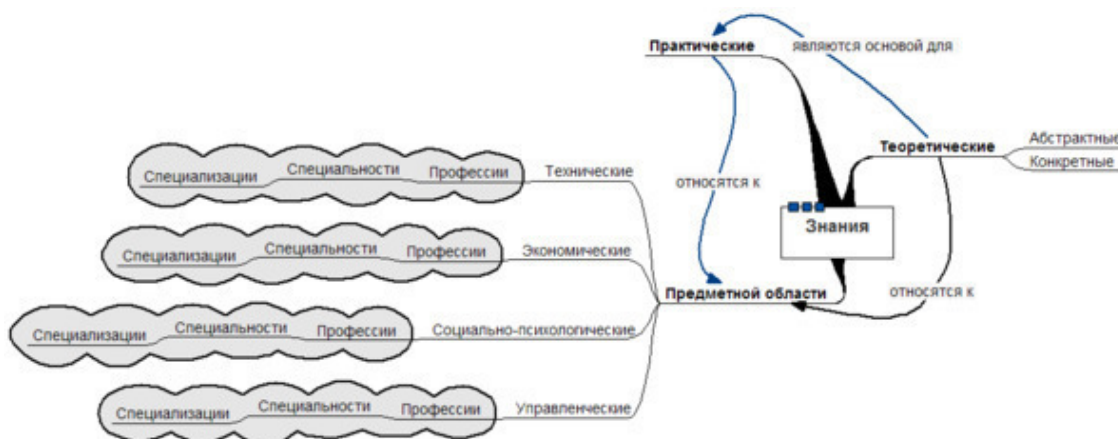 Практические
являются основой для
Теоретические
Абстрактные
Конкретные
относятся к
Знания
Специализации Специальности Профессии Технические
Специализации Специальности Профессии Экономические
Предметной области
относятся к
Специализации Специальности Профессии Социально-психологические
Специализации Специальности Профессии Управленческие